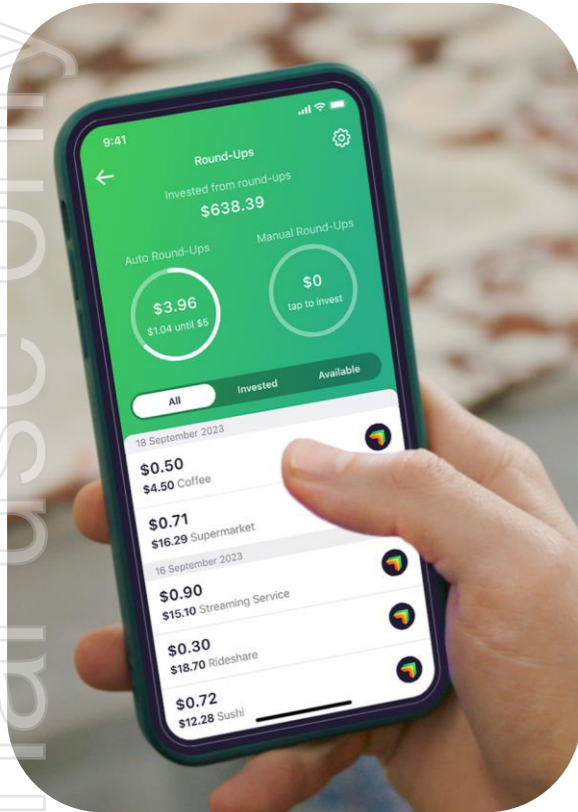 9:41
Round-Ups
Invested from round-ups
$638.39
Auto Round-Ups
Manual Round-Ups
$3.96
$1.04 until $5
$0
tap to invest
All
Invested
Available
18 September 2023
$0.50
$4.50 Coffee
$0.71
$16.29 Supermarket
16 September 2023
$0.90
$15.10 Streaming Service
$0.30
$18.70 Rideshare
$0.72
$12.28 Sushi
use only